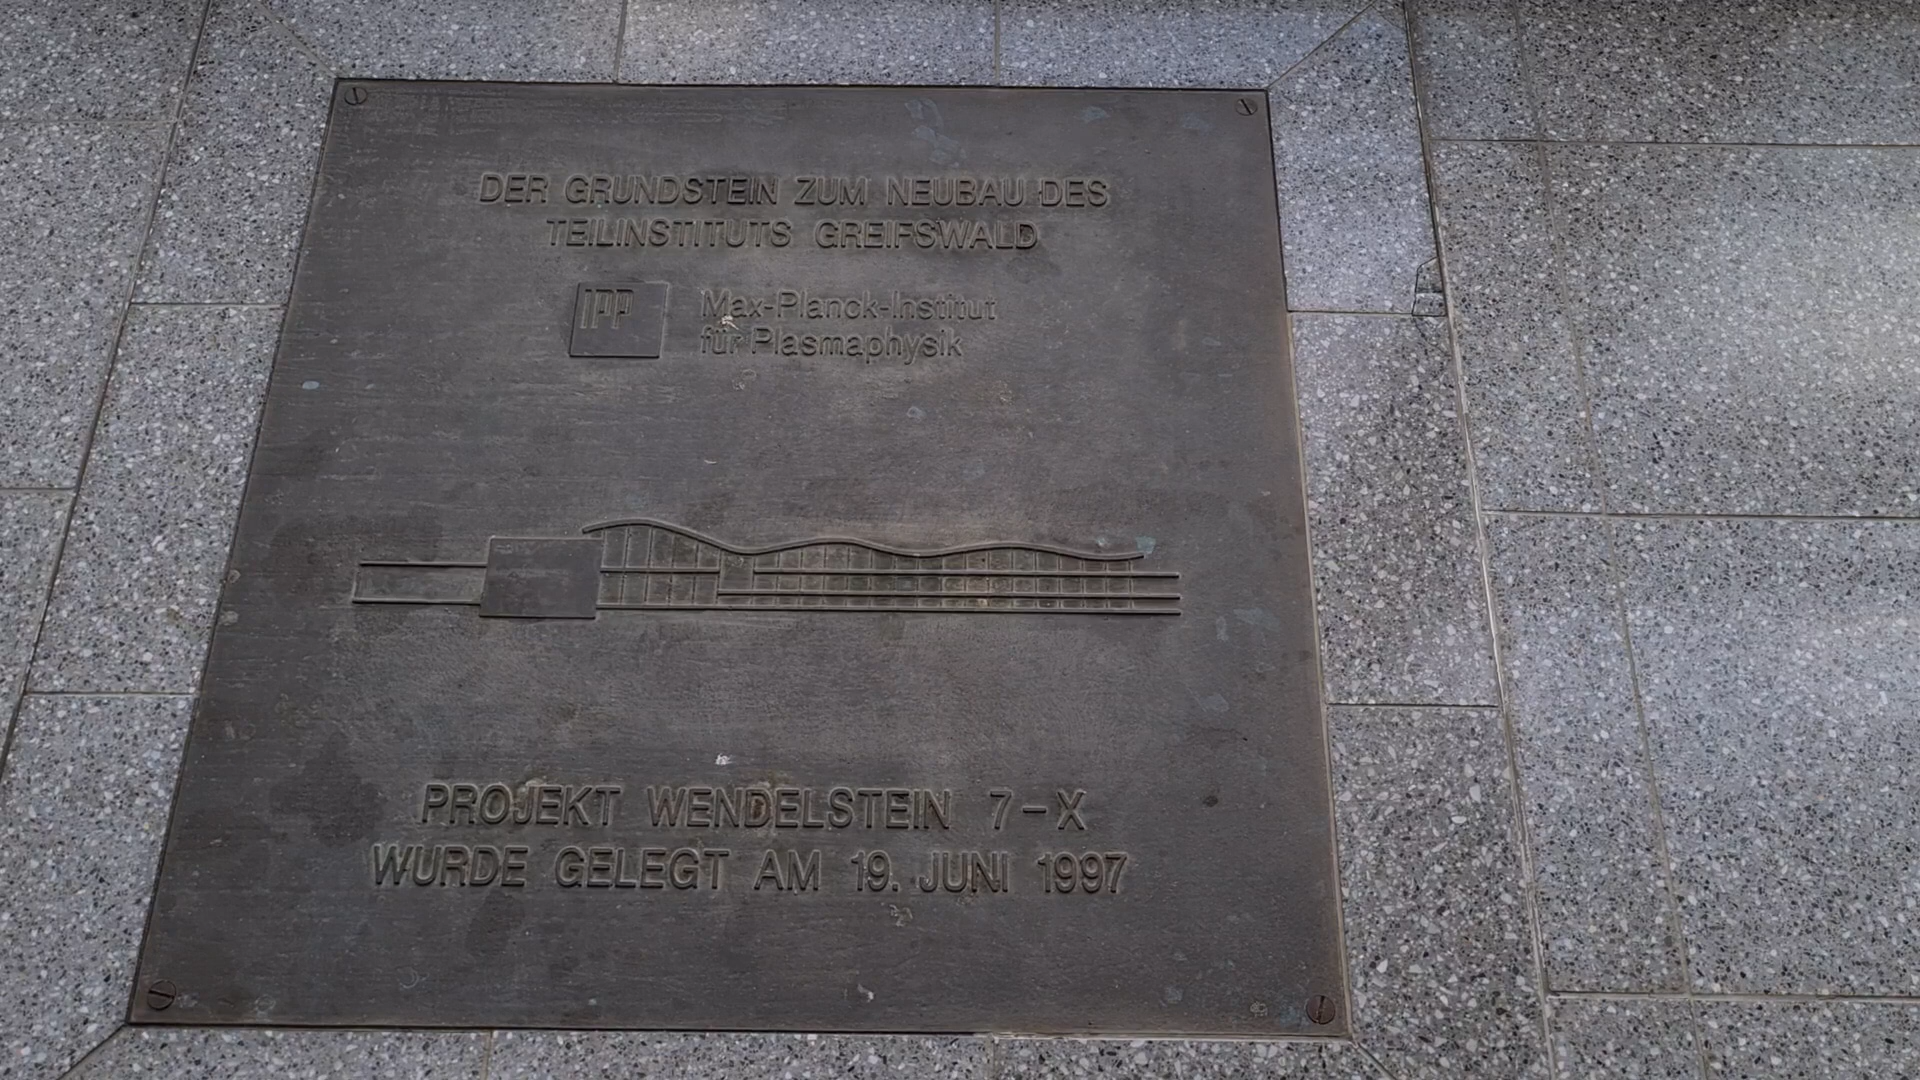 DER GRUNDSTEIN ZUM NEUBAU DES
TEILINSTITUTS GREIFSWALD
IPP
Max-Planck-Institut
für Plasmaphysik
PROJEKT WENDELSTEIN 7-X
WURDE GELEGT AM 19. JUNI 1997